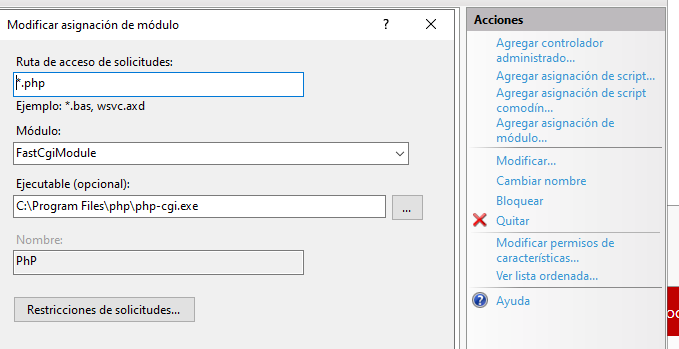 Modificar asignación de módulo
?
Ruta de acceso de solicitudes:
*.php
Ejemplo: *.bas, wsvc.axd
Módulo:
FastCgiModule
Ejecutable (opcional):
C:\Program Files\php\php-cgi.exe
...
Nombre:
PhP
Restricciones de solicitudes...
Acciones
Agregar controlador
administrado...
Agregar asignación de script...
Agregar asignación de script
comodín...
Agregar asignación de
módulo...
Modificar...
Cambiar nombre
Bloquear
Quitar
Modificar permisos de
características...
Ver lista ordenada...
Ayuda